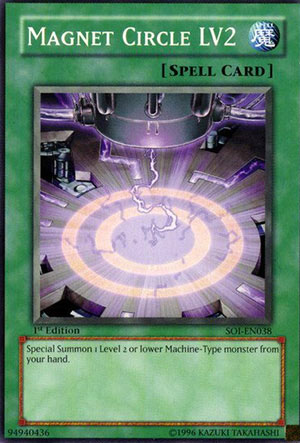 MAGNET CIRCLE LV2
魔
[SPELL CARD]
1st Edition
SOI-EN038
Special Summon 1 Level 2 or lower Machine-Type monster from
your hand.
94940436
©1996 KAZUKI TAKAHASHI